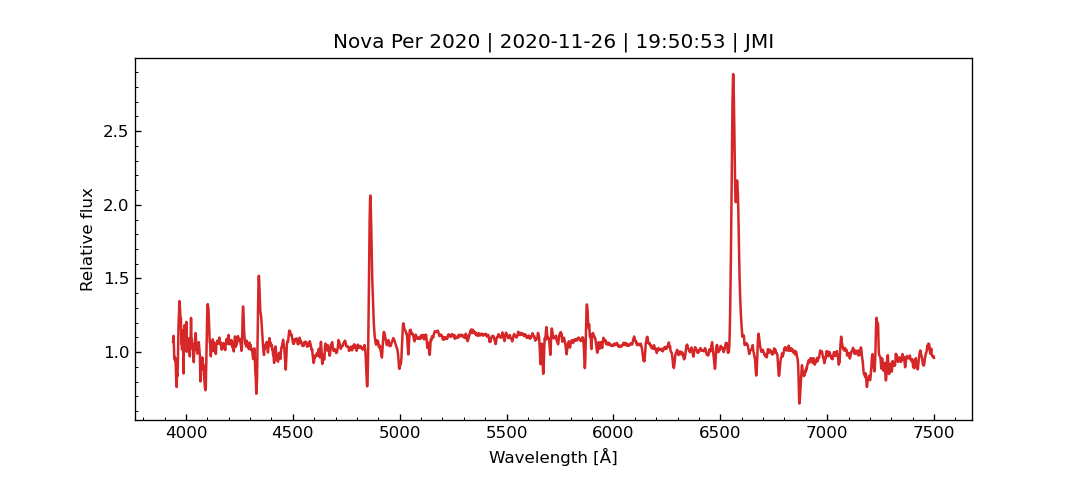 Nova Per 2020 | 2020-11-26 | 19:50:53 | JMI
Relative flux
2.5
2.0
1.5
1.0
4000 4500 5000 5500 6000 6500 7000 7500
Wavelength [Å]